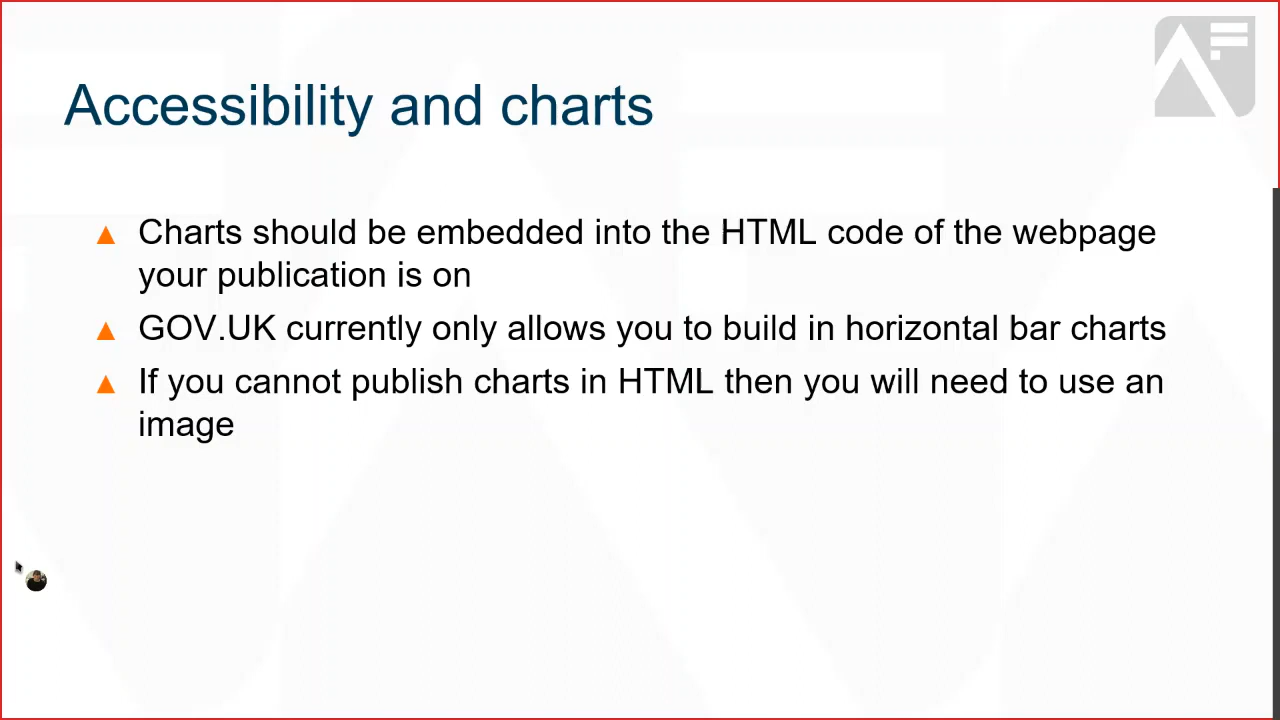 Accessibility and charts
Charts should be embedded into the HTML code of the webpage
your publication is on
GOV.UK currently only allows you to build in horizontal bar charts
If you cannot publish charts in HTML then you will need to use an
image